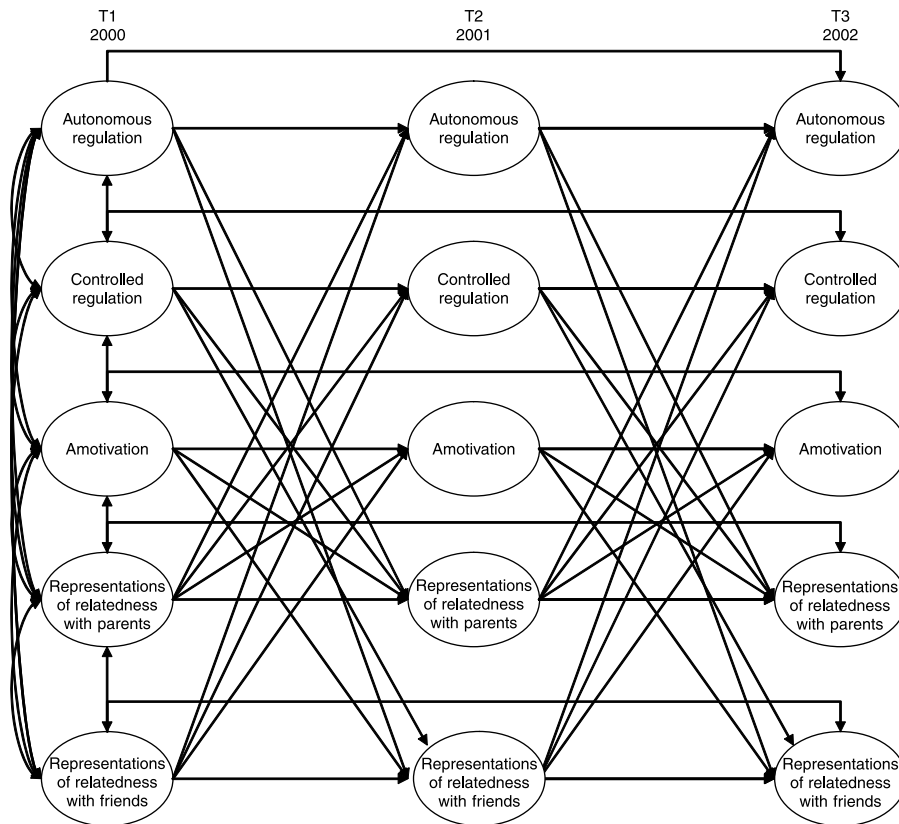 T1
2000
T2
2001
T3
2002
Autonomous
regulation
Autonomous
regulation
Autonomous
regulation
Controlled
regulation
Controlled
regulation
Controlled
regulation
Amotivation
Amotivation
Amotivation
Representations
of relatedness
with parents
Representations
of relatedness
with parents
Representations
of relatedness
with parents
Representations
of relatedness
with friends
Representations
of relatedness
with friends
Representations
of relatedness
with friends